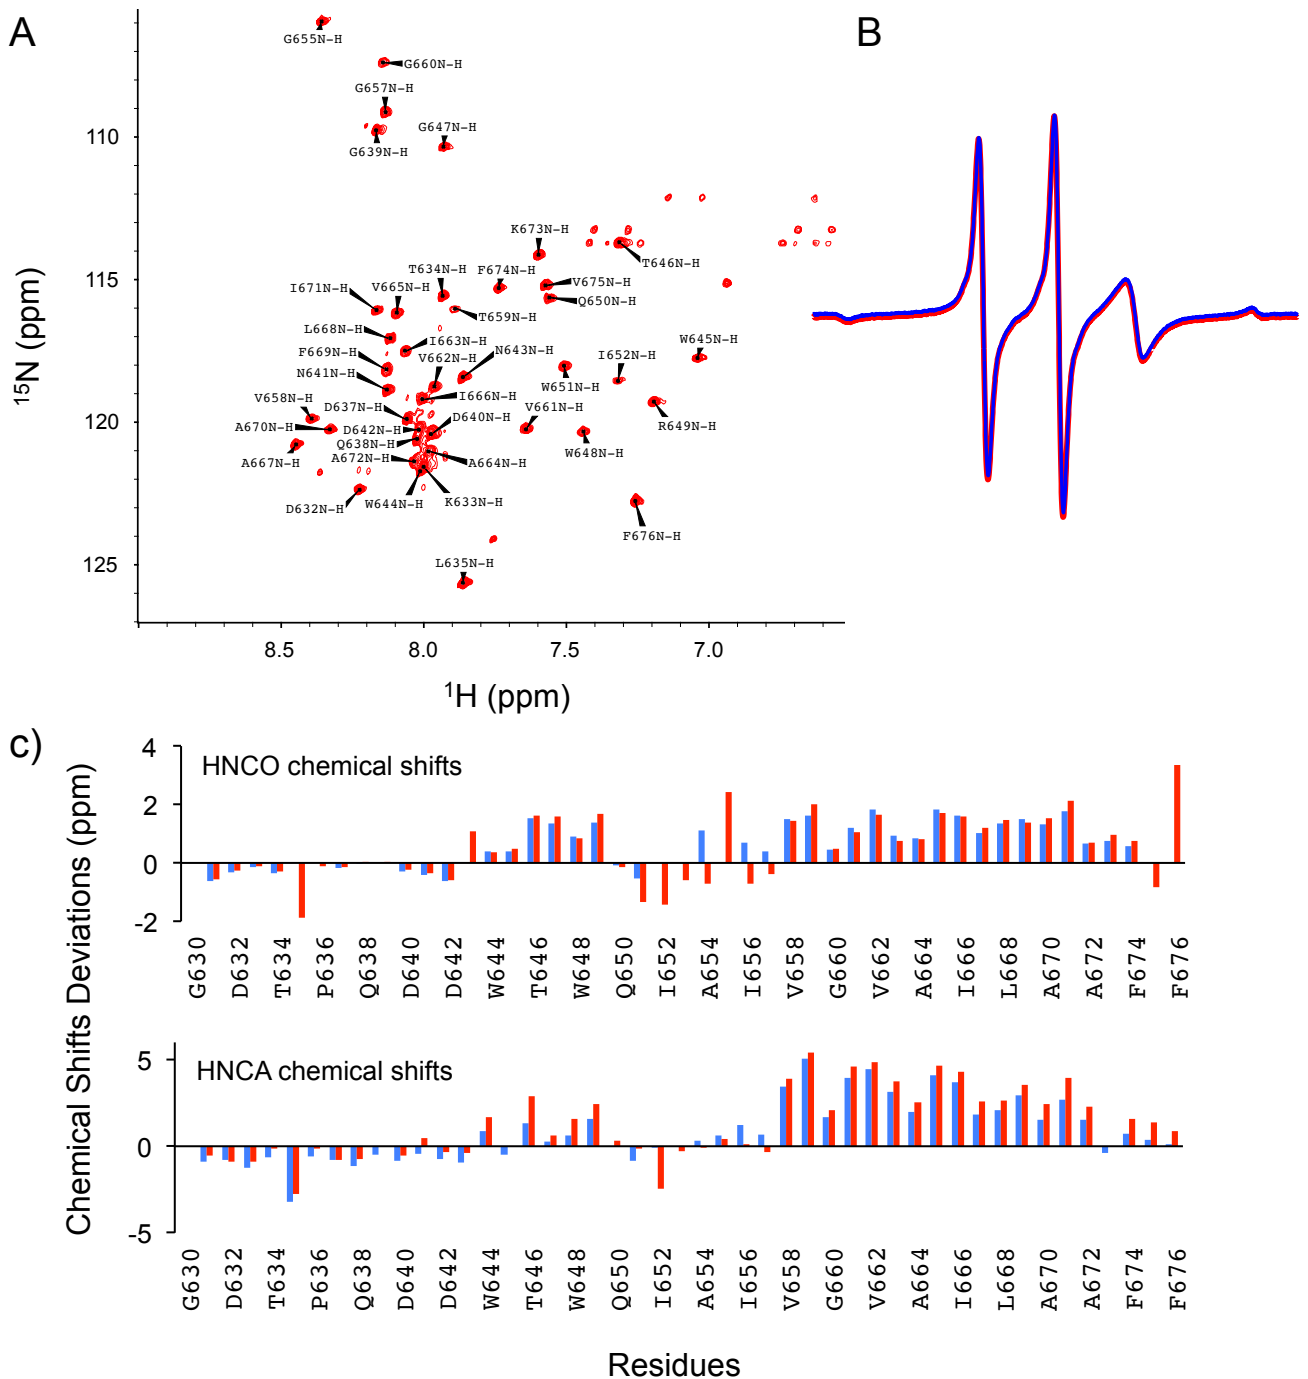 A
B
G655N-H
G660N-H
G657N-H
G647N-H
G639N-H
K673N-H
T646N-H
T634N-H
F674N-H
V675N-H
I671N-H
V665N-H
Q650N-H
T659N-H
L668N-H
I663N-H
N643N-H
W645N-H
F669N-H
V662N-H
I652N-H
N641N-H
I666N-H
W651N-H
V658N-H
D637N-H
D640N-H
V661N-H
R649N-H
A670N-H
D642N-H
Q638N-H
W648N-H
A667N-H
A672N-H
A664N-H
D632N-H
W644N-H
K633N-H
F676N-H
L635N-H
110
115
120
125
15N (ppm)
8.5 8.0 7.5 7.0
1H (ppm)
c)
Chemical Shifts Deviations (ppm)
HNCO chemical shifts
4
2
0
-2
G630 D632 T634 P636 Q638 D640 D642 W644 T646 W648 Q650 I652 A654 I656 V658 G660 V662 A664 I666 L668 A670 A672 F674 F676
HNCA chemical shifts
5
0
-5
G630 D632 T634 P636 Q638 D640 D642 W644 T646 W648 Q650 I652 A654 I656 V658 G660 V662 A664 I666 L668 A670 A672 F674 F676
Residues